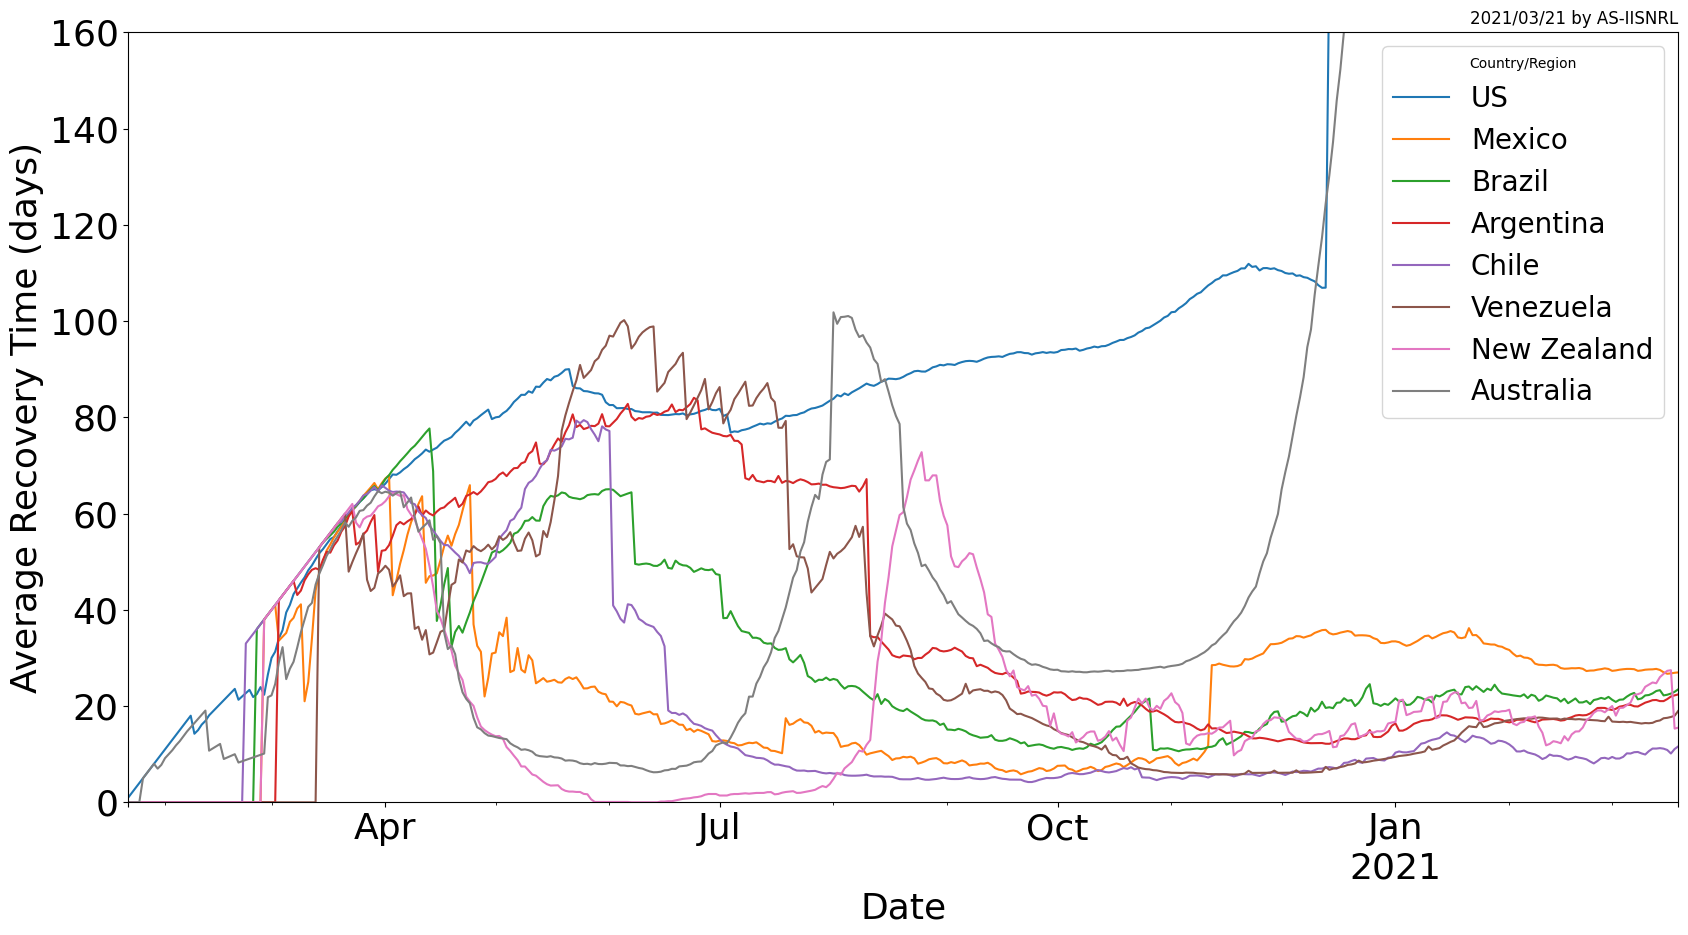 2021/03/21 by AS-IISNRL
160
140
120
100
80
60
40
20
0
Average Recovery Time (days)
Country/Region
US
Mexico
Brazil
Argentina
Chile
Venezuela
New Zealand
Australia
Apr
Jul
Oct
Jan
2021
Date